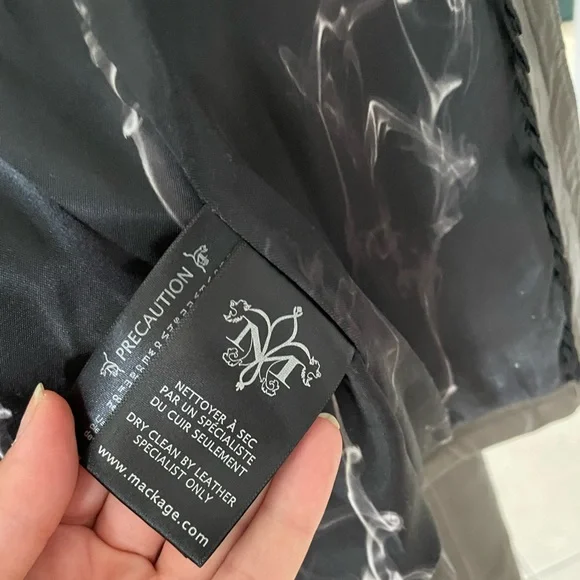 PRECAUTION
NETTOYER À SEC
PAR UN SPÉCIALISTE
DU CUIR SEULEMENT
DRY CLEAN BY LEATHER
SPECIALIST ONLY
www.mackage.com